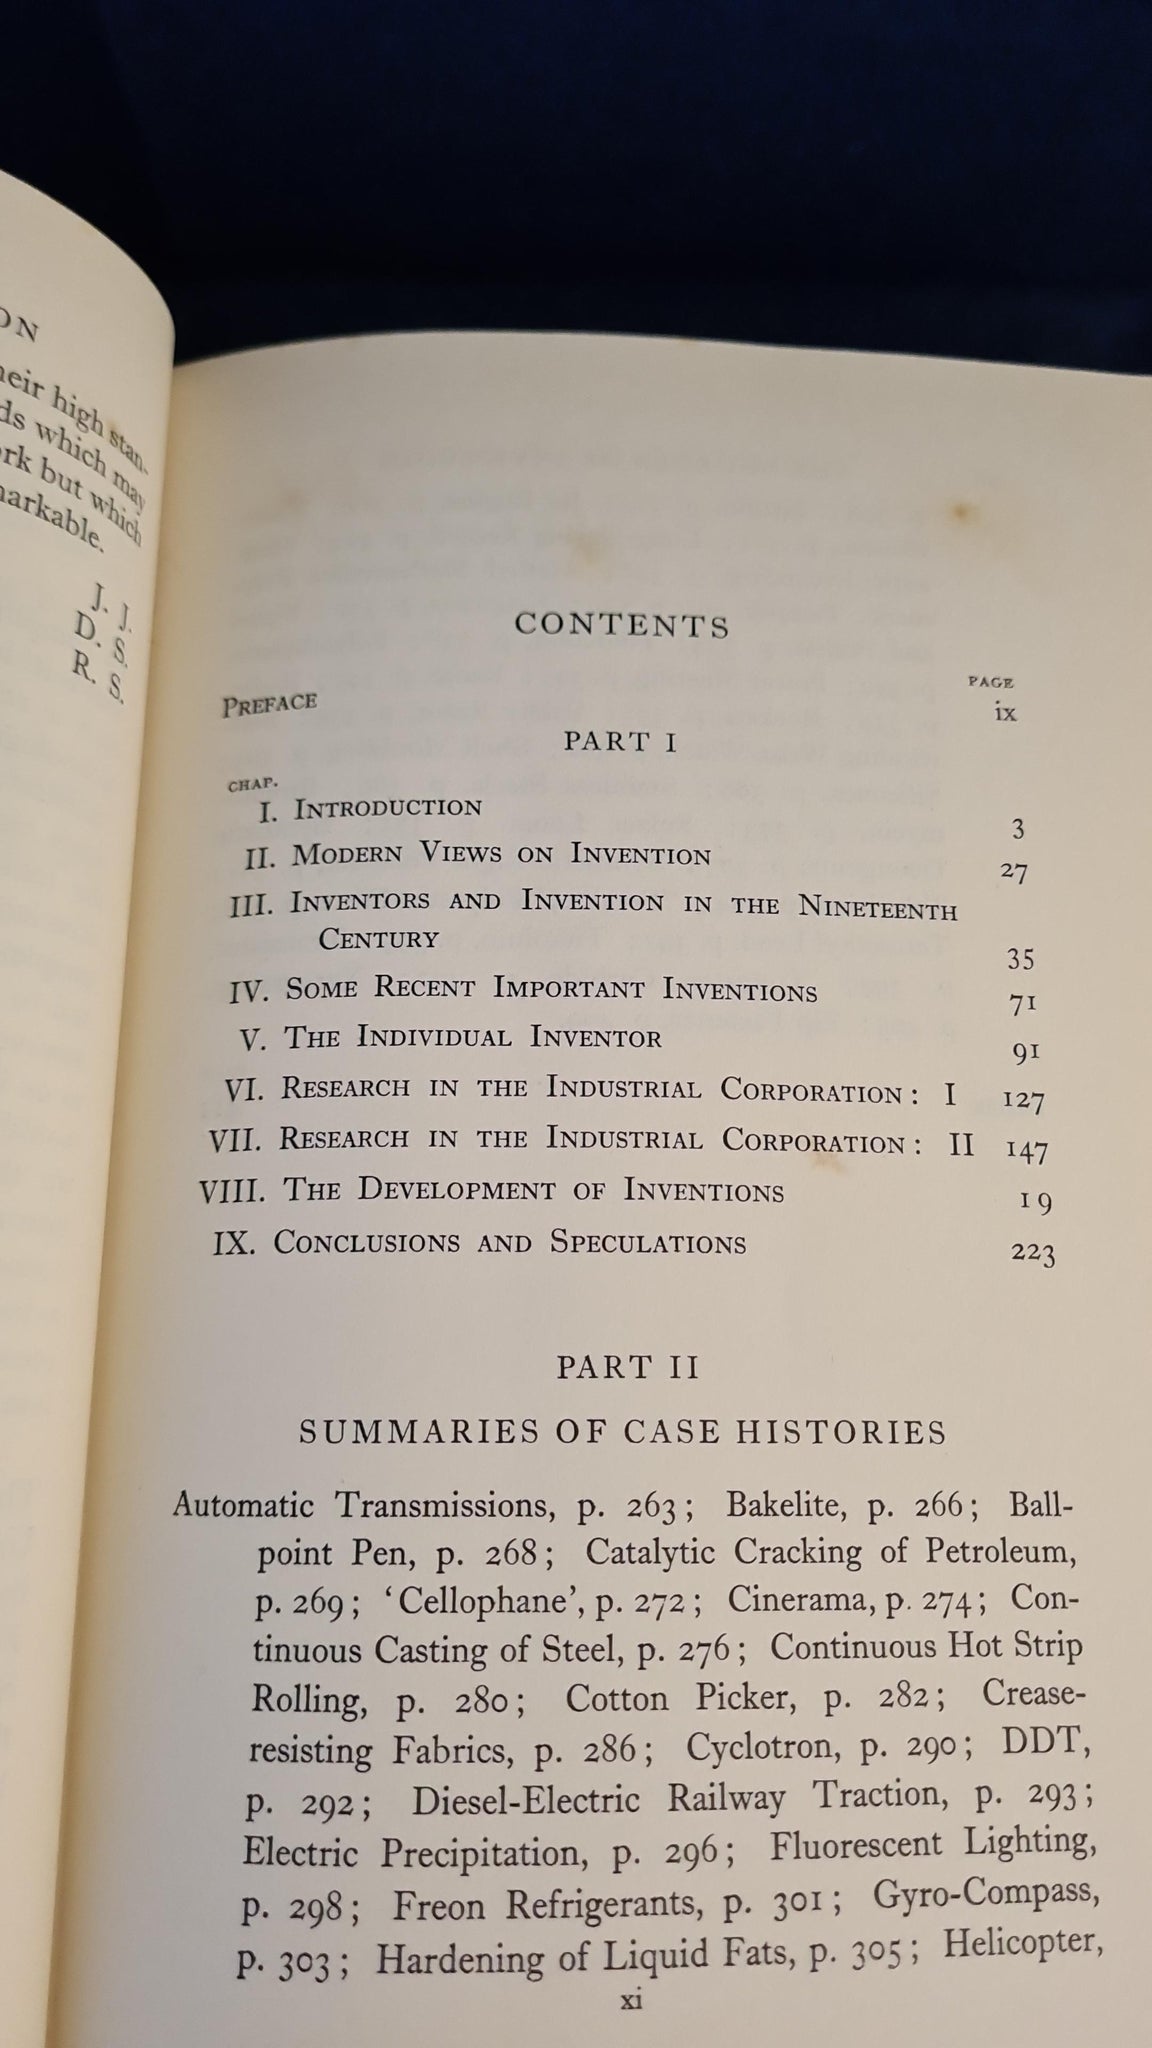 ON
heir high stan-
ds which may
ork but which
markable.
J. J.
D. S.
R. S.
CONTENTS
PAGE
PREFACE ix
PART I
CHAP.
I. INTRODUCTION 3
II. MODERN VIEWS ON INVENTION 27
III. INVENTORS AND INVENTION IN THE NINETEENTH
CENTURY 35
IV. SOME RECENT IMPORTANT INVENTIONS 71
V. THE INDIVIDUAL INVENTOR 91
VI. RESEARCH IN THE INDUSTRIAL CORPORATION: I 127
VII. RESEARCH IN THE INDUSTRIAL CORPORATION: II 147
VIII. THE DEVELOPMENT OF INVENTIONS 1 9
IX. CONCLUSIONS AND SPECULATIONS 223
PART II
SUMMARIES OF CASE HISTORIES
Automatic Transmissions, p. 263; Bakelite, p. 266; Ball-
point Pen, p. 268; Catalytic Cracking of Petroleum,
p. 269; 'Cellophane', p. 272; Cinerama, p. 274; Con-
tinuous Casting of Steel, p. 276; Continuous Hot Strip
Rolling, p. 280; Cotton Picker, p. 282; Crease-
resisting Fabrics, p. 286; Cyclotron, p. 290; DDT,
p. 292; Diesel-Electric Railway Traction, p. 293;
Electric Precipitation, p. 296; Fluorescent Lighting,
p. 298; Freon Refrigerants, p. 301; Gyro-Compass,
p. 303; Hardening of Liquid Fats, p. 305; Helicopter,
xi